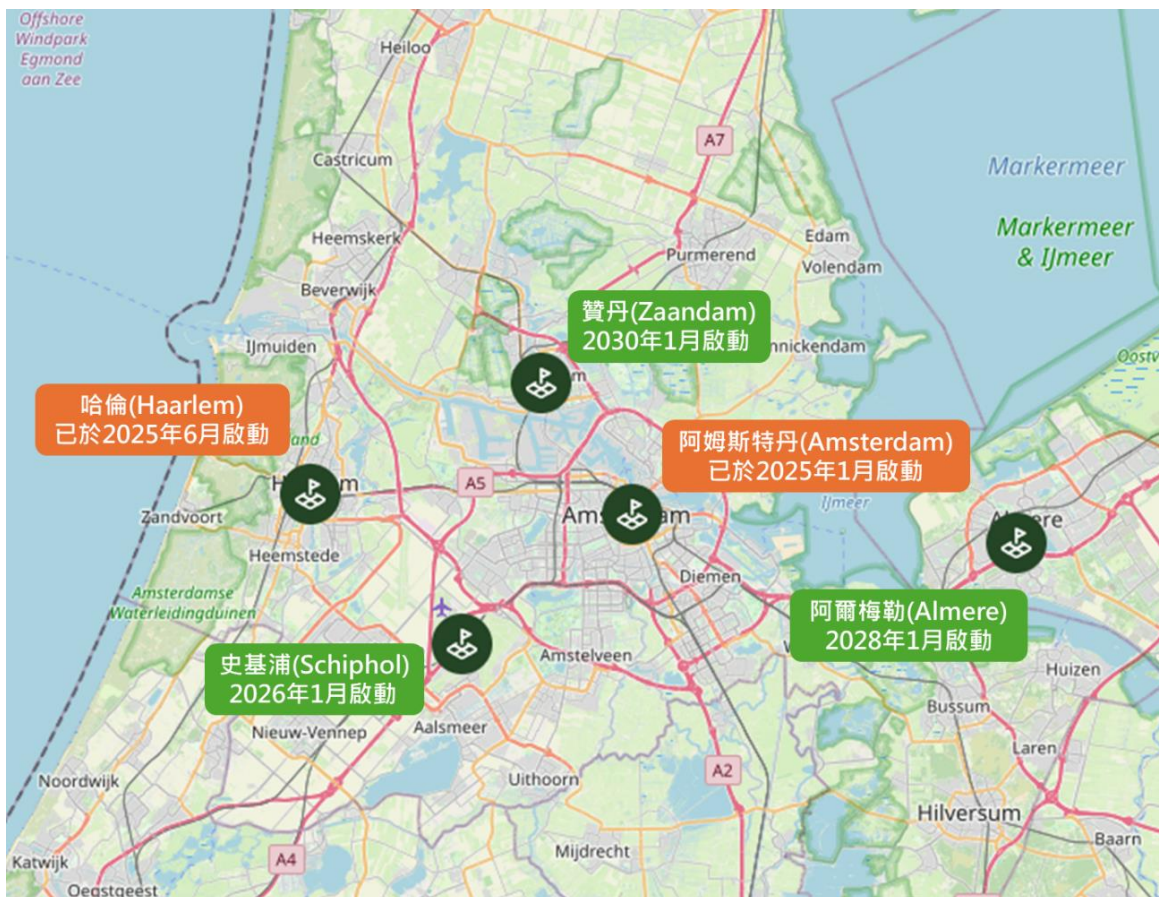 Offshore
Windpark
Egmond
aan Zee
Heiloo
A7
Castricum
Markermeer
Markermeer
& IJmeer
Heemskerk
Edam
Purmerend
Volendam
Beverwijk
贊丹(Zaandam)
2030年1月啟動
IJmuiden
哈倫(Haarlem)
已於2025年6月啟動
阿姆斯特丹(Amsterdam)
已於2025年1月啟動
A5
Zandvoort
IJmeer
Heemstede
Diemen
Amsterdamse
Waterleidingduinen
阿爾梅勒(Almere)
2028年1月啟動
史基浦(Schiphol)
2026年1月啟動
Amstelveen
Huizen
Bussum
Aalsmeer
Nieuw-Vennep
Laren
Noordwijk
Uithoorn
A2
Hilversum
Baarn
Mijdrecht
Katwijk
A4
Oegstgeest